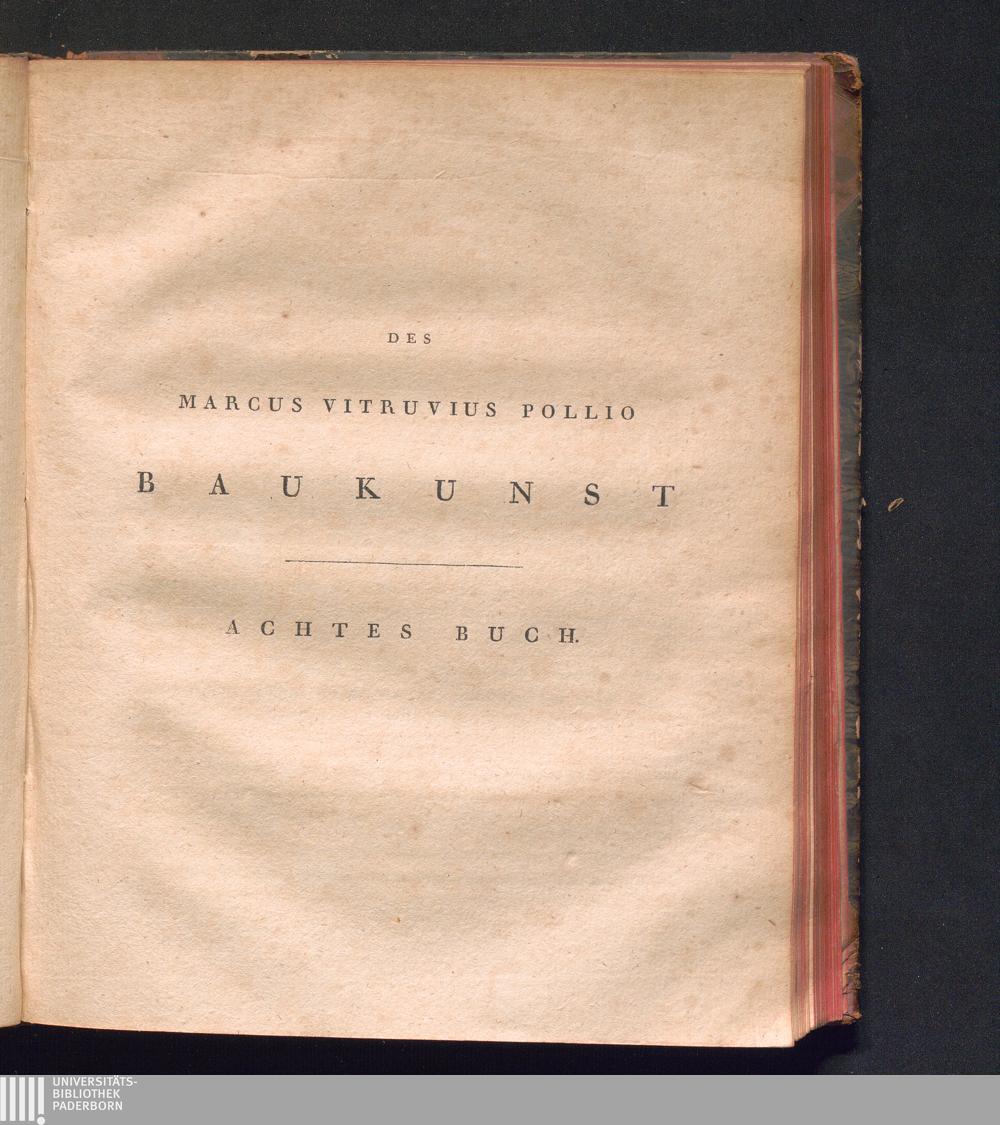 DES
MARCUS VITRUVIUS POLLIO
BAUKUNST
ACHTES BUCH.
UNIVERSITÄTS-
BIBLIOTHEK
PADERBORN